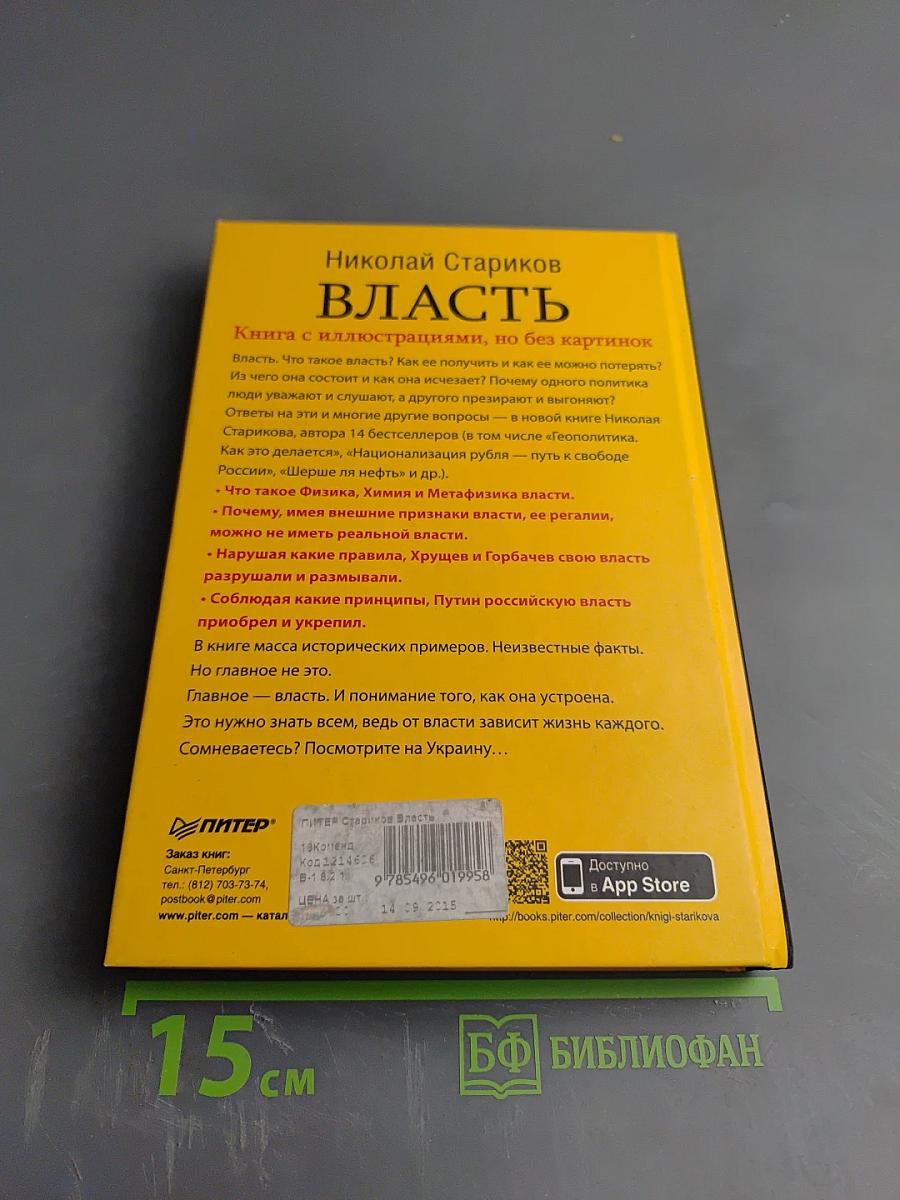 Николай Стариков
ВЛАСТЬ
Книга с иллюстрациями, но без картинок
Власть. Что такое власть? Как ее получить и как ее можно потерять?
Из чего она состоит и как она исчезает? Почему одного политика
люди уважают и слушают, а другого презирают и выгоняют?
Ответы на эти и многие другие вопросы — в новой книге Николая
Старикова, автора 14 бестселлеров (в том числе «Геополитика.
Как это делается», «Национализация рубля — путь к свободе
России», «Шерше ля нефть» и др.).
• Что такое Физика, Химия и Метафизика власти.
• Почему, имея внешние признаки власти, ее регалии,
можно не иметь реальной власти.
• Нарушая какие правила, Хрущев и Горбачев свою власть
разрушали и размывали.
• Соблюдая какие принципы, Путин российскую власть
приобрел и укрепил.
В книге масса исторических примеров. Неизвестные факты.
Но главное не это.
Главное — власть. И понимание того, как она устроена.
Это нужно знать всем, ведь от власти зависит жизнь каждого.
Сомневаетесь? Посмотрите на Украину...
ПИТЕР®
Заказ книг:
Санкт-Петербург
тел.: (812) 703-73-74,
postbook@piter.com
www.piter.com — катал
ПИТЕР Стариков Власть
Код
9 785496 019958
ЦЕНА за шт.
14 09 2015
Доступно
в App Store
http://books.piter.com/collection/knigi-starikova
15 см
БФ БИБЛИОФАН